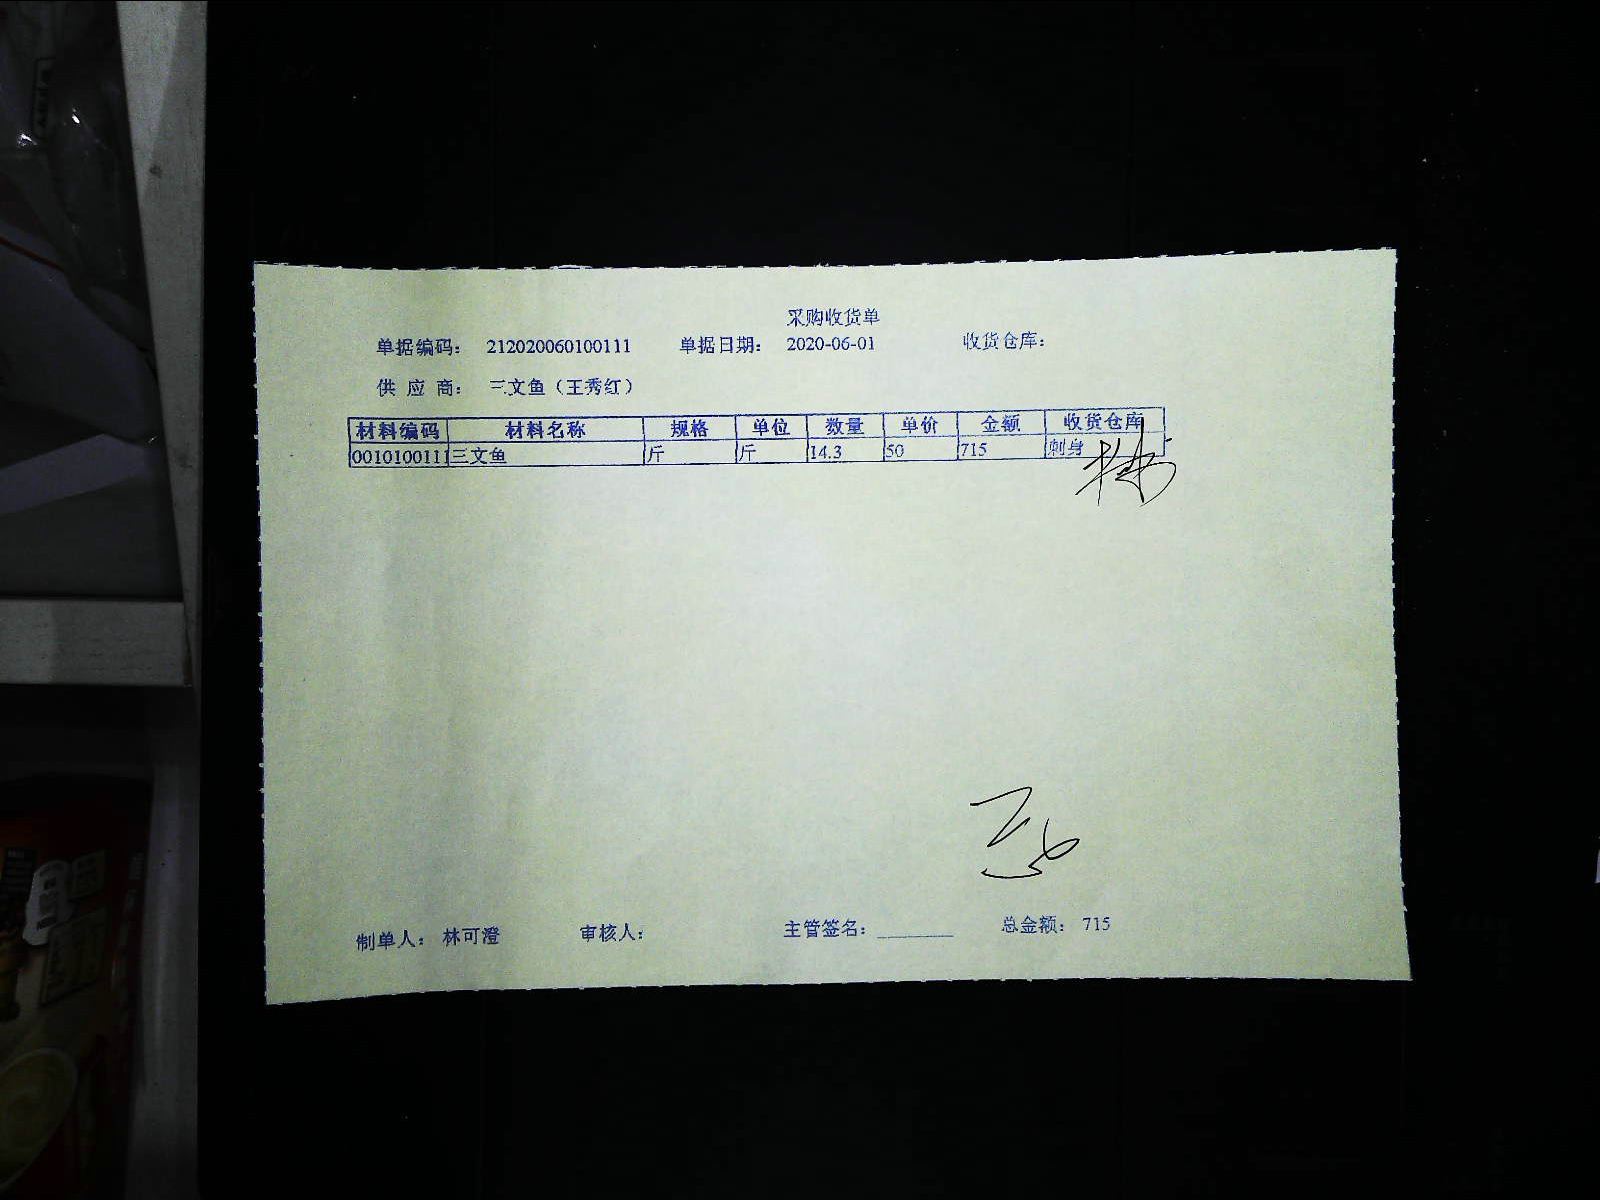 采购收货单
单据编码： 212020060100111 单据日期： 2020-06-01 收货仓库：
供 应 商： 三文鱼（王秀红）
材料编码 材料名称 规格 单位 数量 单价 金额 收货仓库
0010100111 三文鱼 斤 斤 14.3 50 715 刺身
制单人： 林可澄 审核人： 主管签名：________ 总金额： 715